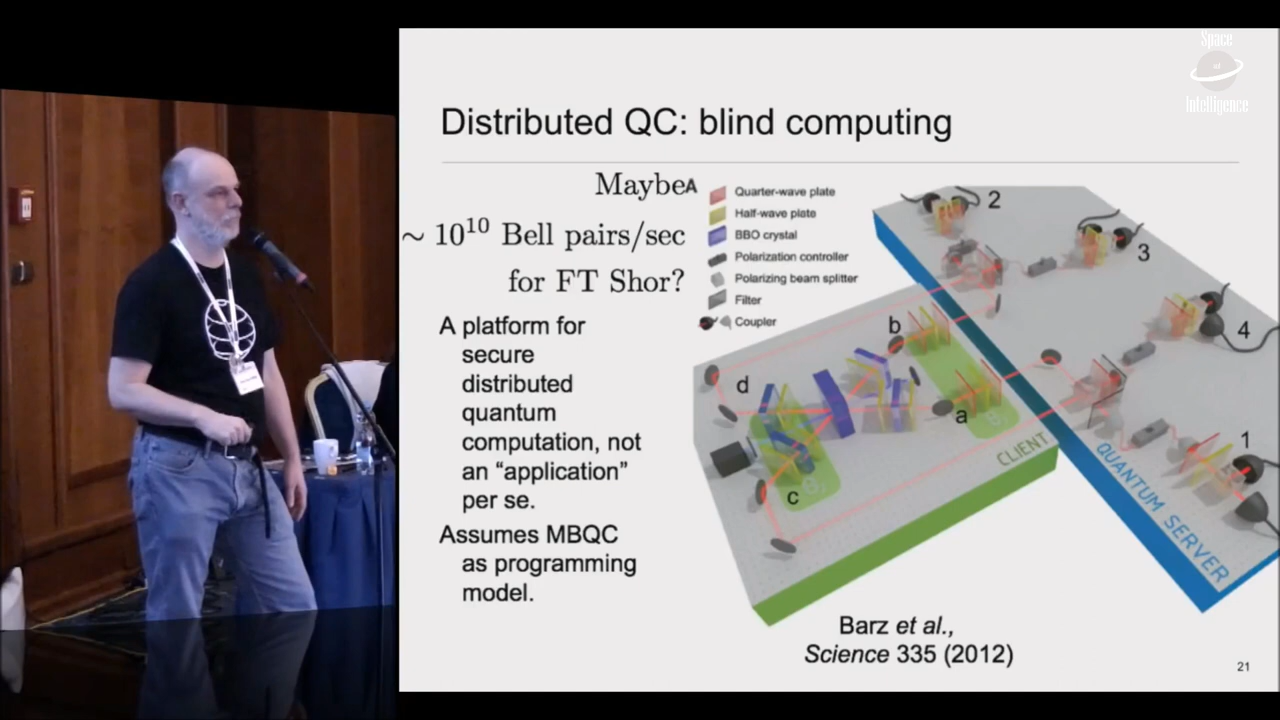 Space
of
Intelligence
Distributed QC: blind computing
Maybe
~ 10¹⁰ Bell pairs/sec
for FT Shor?
A platform for
secure
distributed
quantum
computation, not
an “application”
per se.
Assumes MBQC
as programming
model.
A
Quarter-wave plate
Half-wave plate
BBO crystal
Polarization controller
Polarizing beam splitter
Filter
Coupler
2
3
4
1
b
a
d
c
CLIENT
QUANTUM SERVER
Barz et al.,
Science 335 (2012)
21